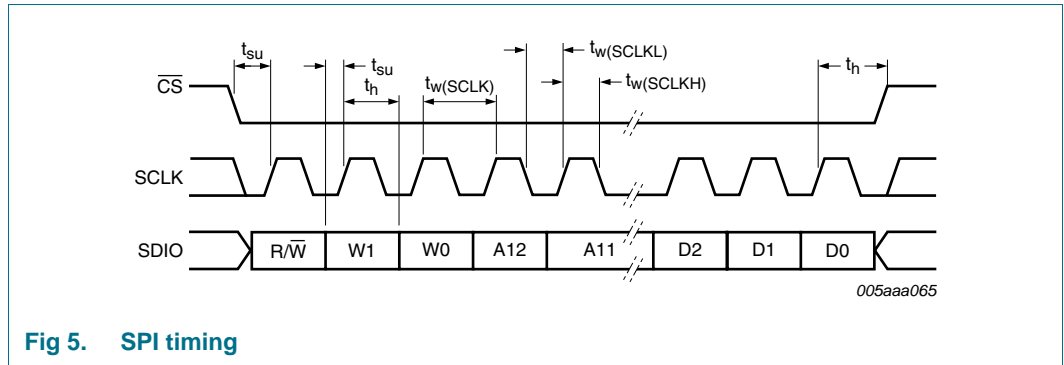 tsu
tsu
th
tw(SCLK)
tw(SCLKL)
tw(SCLKH)
th
CS
SCLK
SDIO
R/W W1 W0 A12 A11 D2 D1 D0
005aaa065
Fig 5. SPI timing